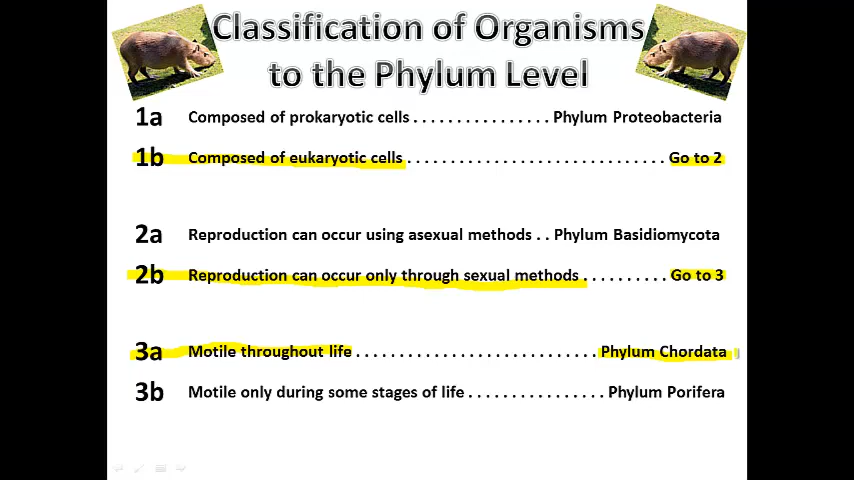 Classification of Organisms
to the Phylum Level
1a Composed of prokaryotic cells . . . . . . . . . . . . . . . . Phylum Proteobacteria
1b Composed of eukaryotic cells . . . . . . . . . . . . . . . . . . . . . . . . . . . . . . Go to 2
2a Reproduction can occur using asexual methods . . Phylum Basidiomycota
2b Reproduction can occur only through sexual methods . . . . . . . . . . Go to 3
3a Motile throughout life . . . . . . . . . . . . . . . . . . . . . . . . . . . . Phylum Chordata
3b Motile only during some stages of life . . . . . . . . . . . . . . . . Phylum Porifera